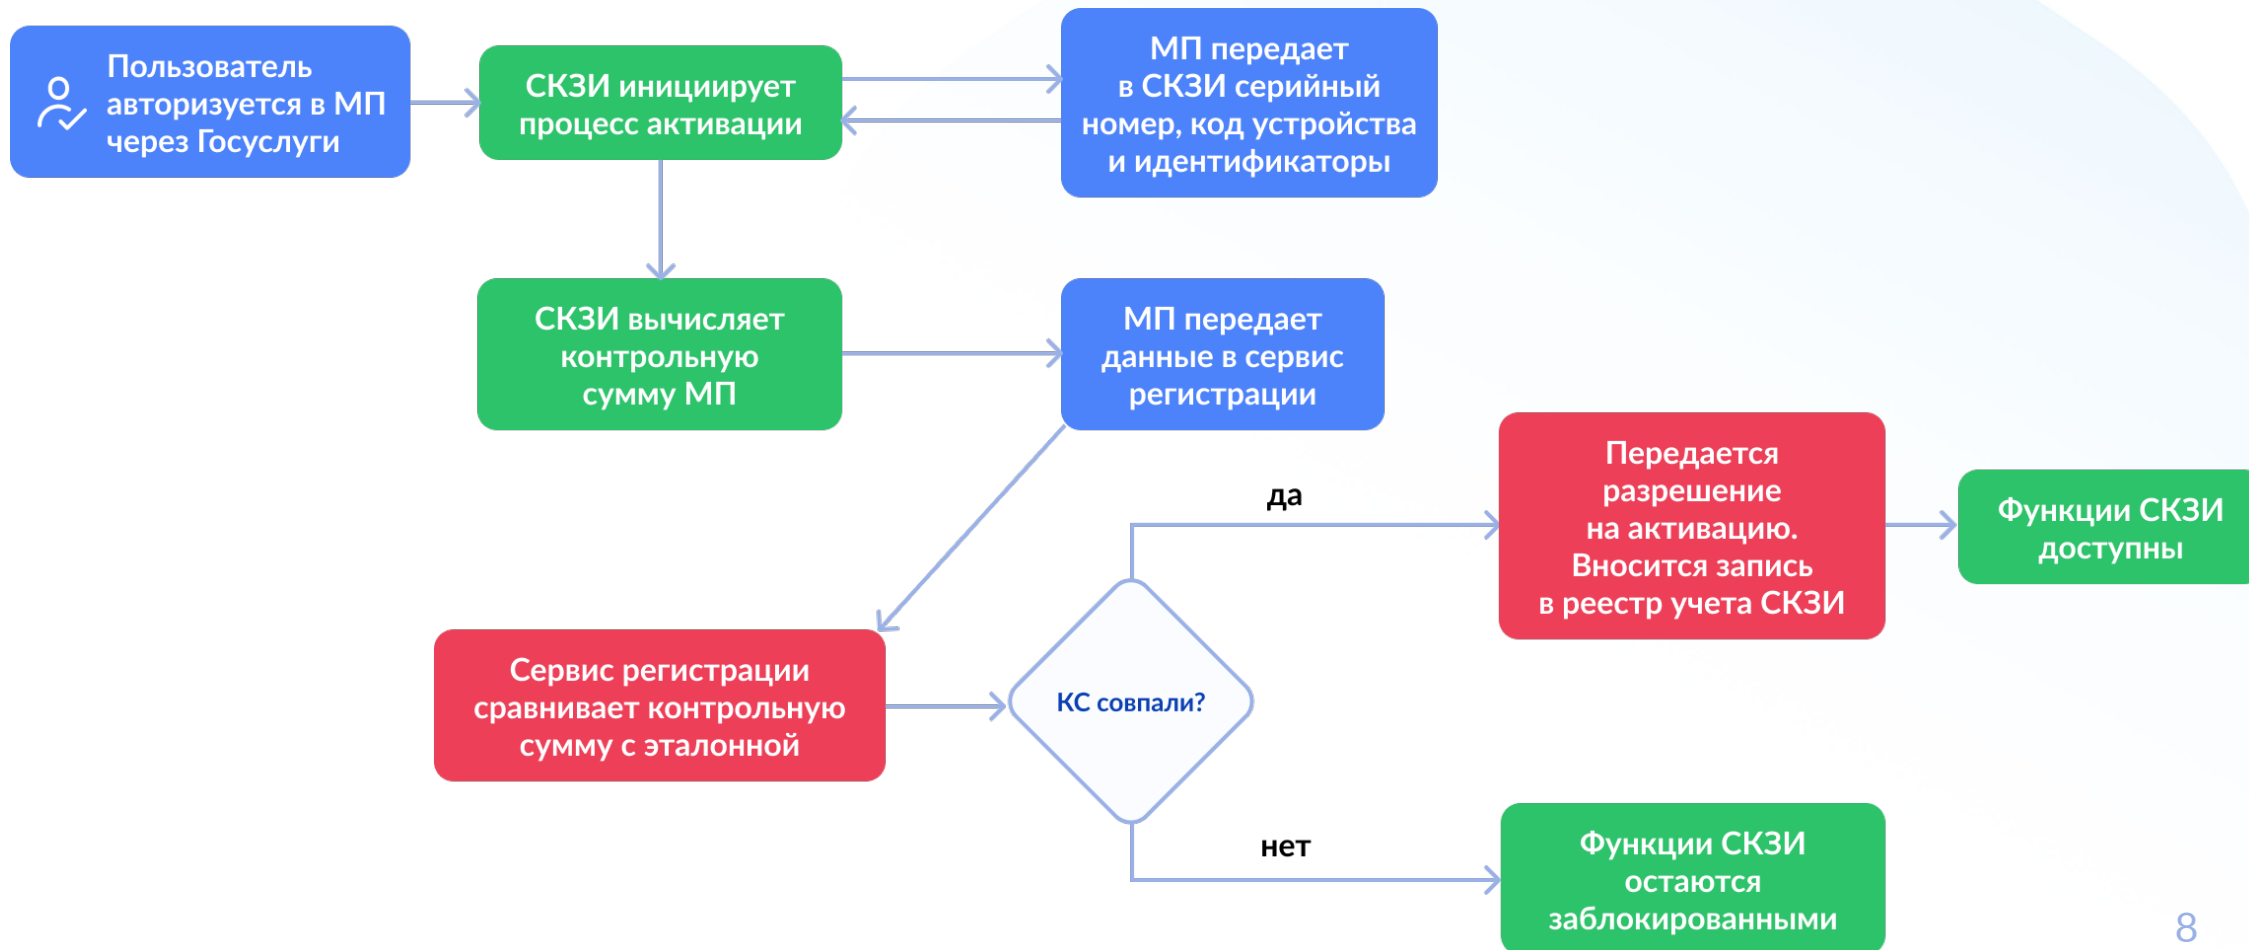 Пользователь
авторизуется в МП
через Госуслуги
СКЗИ инициирует
процесс активации
МП передает
в СКЗИ серийный
номер, код устройства
и идентификаторы
СКЗИ вычисляет
контрольную
сумму МП
МП передает
данные в сервис
регистрации
Сервис регистрации
сравнивает контрольную
сумму с эталонной
КС совпали?
да
Передается
разрешение
на активацию.
Вносится запись
в реестр учета СКЗИ
Функции СКЗИ
доступны
нет
Функции СКЗИ
остаются
заблокированными
8